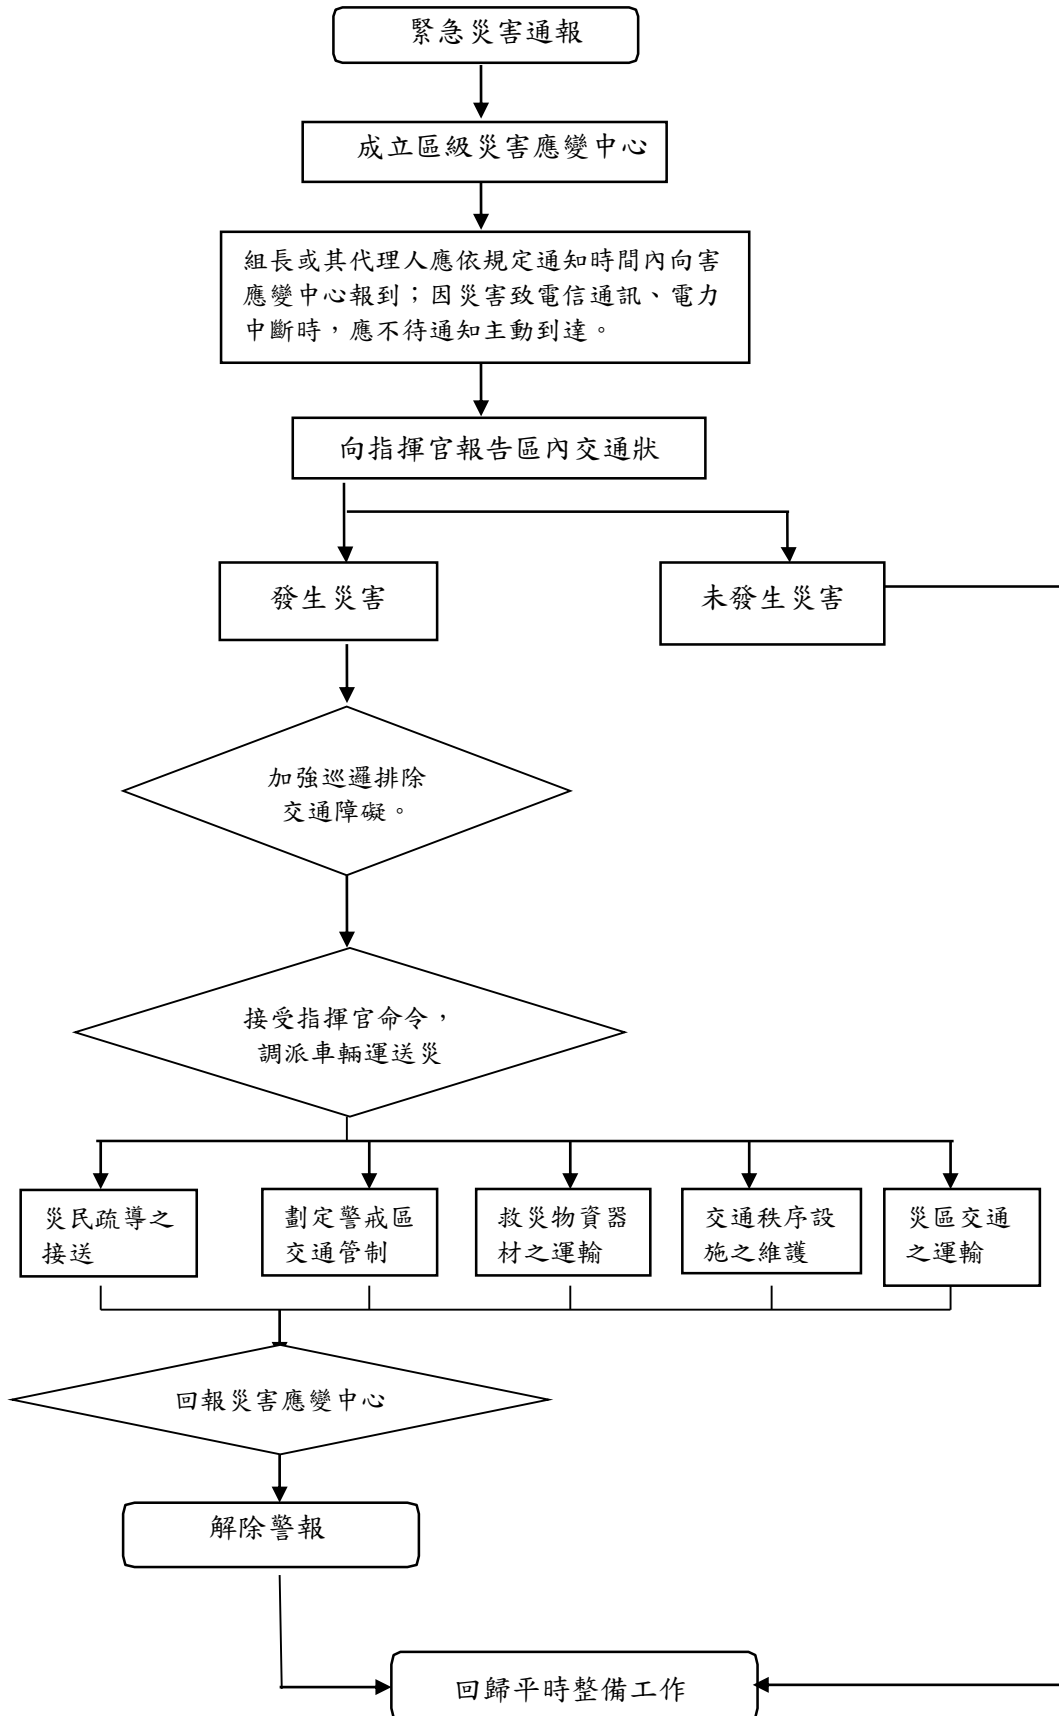 緊急災害通報
成立區級災害應變中心
組長或其代理人應依規定通知時間內向害
應變中心報到；因災害致電信通訊、電力
中斷時，應不待通知主動到達。
向指揮官報告區內交通狀
發生災害
未發生災害
加強巡邏排除
交通障礙。
接受指揮官命令，
調派車輛運送災
災民疏導之
接送
劃定警戒區
交通管制
救災物資器
材之運輸
交通秩序設
施之維護
災區交通
之運輸
回報災害應變中心
解除警報
回歸平時整備工作